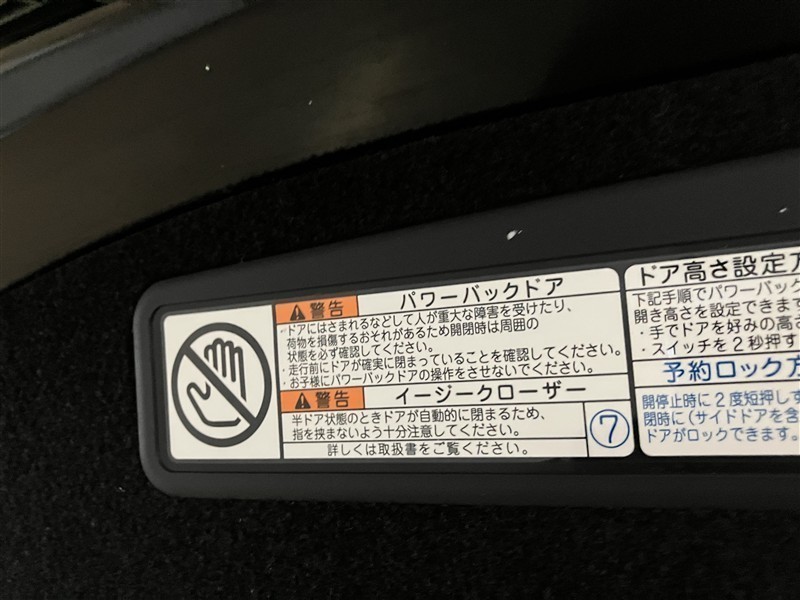 警告 パワーバックドア
・ドアにはさまれるなどして人が重大な障害を受けたり、
荷物を損傷するおそれがあるため開閉時は周囲の
状態を必ず確認してください。
・走行前にドアが確実に閉まっていることを確認してください。
・お子様にパワーバックドアの操作をさせないでください。
警告 イージークローザー
半ドア状態のときドアが自動的に閉まるため、
指を挟まないよう十分注意してください。
7
詳しくは取扱書をご覧ください。
ドア高さ設定
下記手順でパワーバック
開き高さを設定できます
・手でドアを好みの高さ
・スイッチを2秒押す
予約ロック方
開停止時に2度短押しす
閉時に(サイドドアを含
ドアがロックできます。